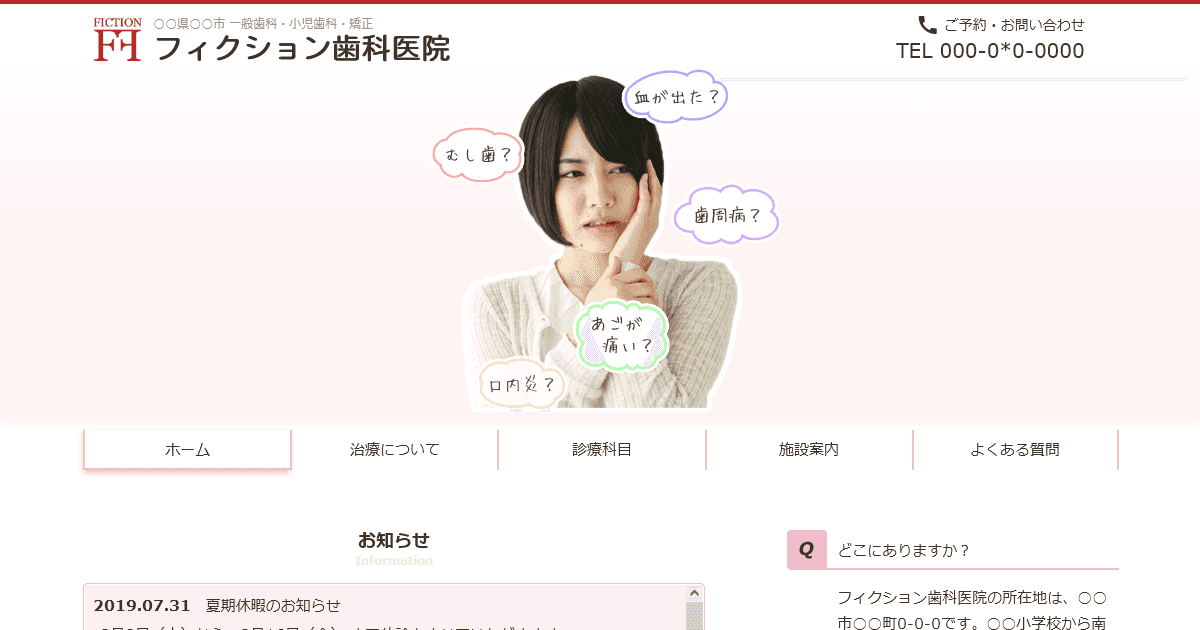 FICTION
FF
○○県○○市 一般歯科・小児歯科・矯正
フィクション歯科医院
ご予約・お問い合わせ
TEL 000-0*0-0000
血が出た？
むし歯？
歯周病？
あごが
痛い？
口内炎？
ホーム
治療について
診療科目
施設案内
よくある質問
お知らせ
Information
2019.07.31 夏期休暇のお知らせ
Q
どこにありますか？
フィクション歯科医院の所在地は、○○
市○○町0-0-0です。○○小学校から南